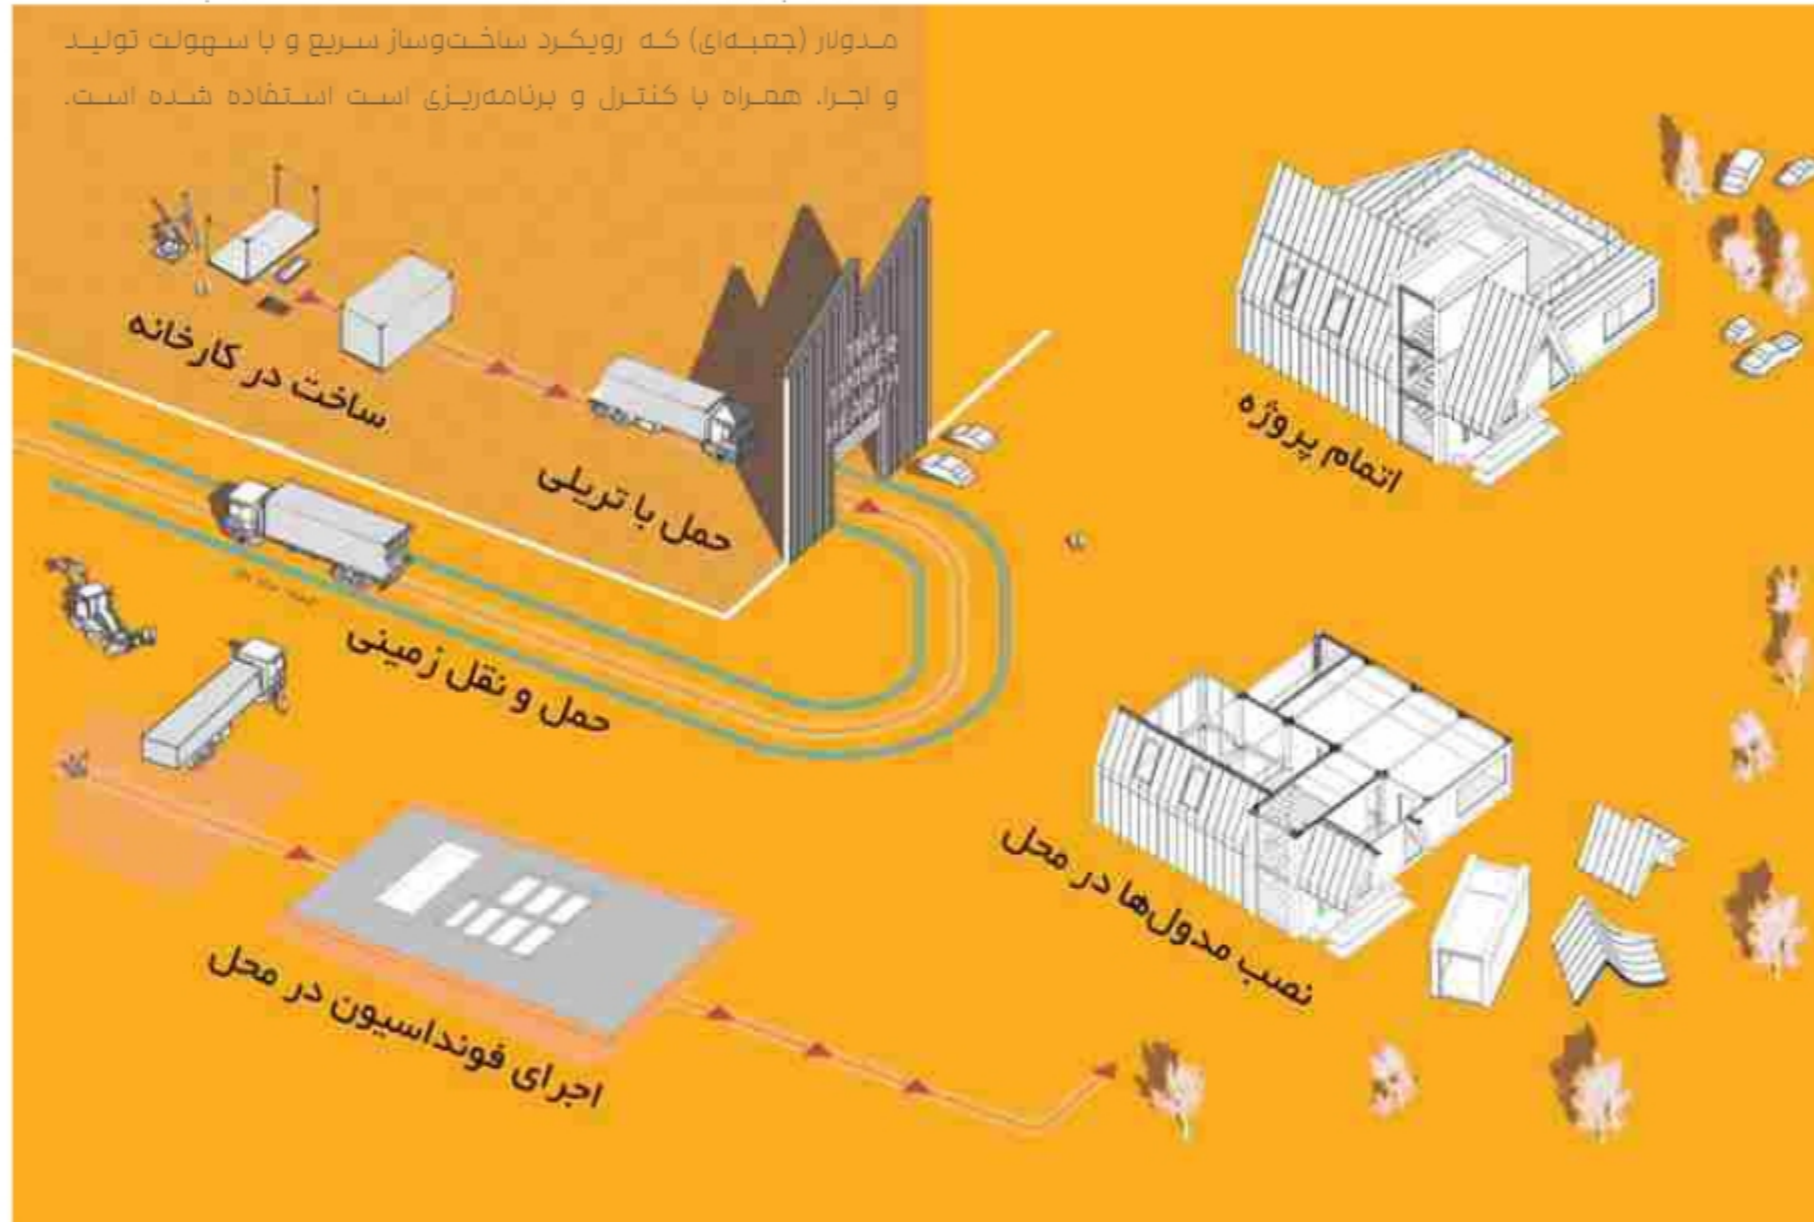 مدولار (جعبه‌ای) که رویکرد ساخت‌وساز سریع و با سهولت تولید
و اجرا، همراه با کنترل و برنامه‌ریزی است استفاده شده است.
ساخت در کارخانه
حمل با تریلی
حمل و نقل زمینی
اجرای فونداسیون در محل
نصب مدول‌ها در محل
اتمام پروژه
THE